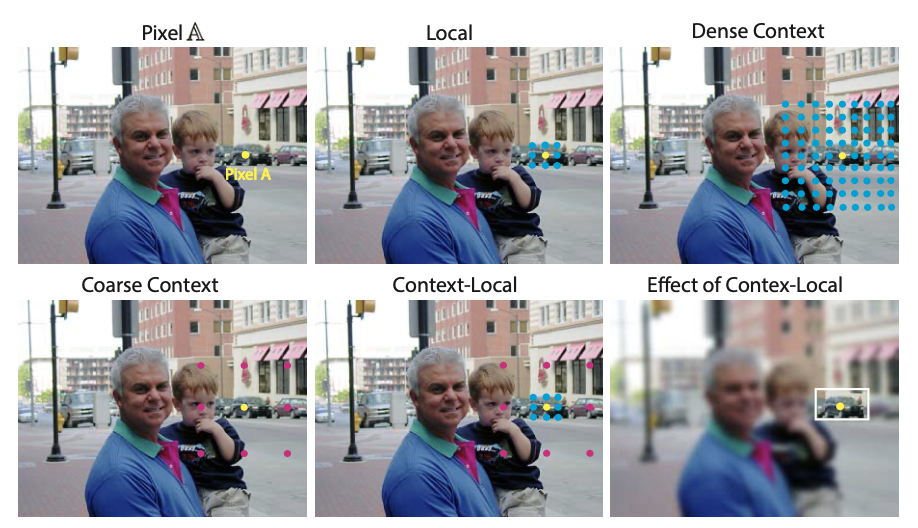 Pixel 𝔸
Local
Dense Context
Pixel A
Coarse Context
Context-Local
Effect of Contex-Local